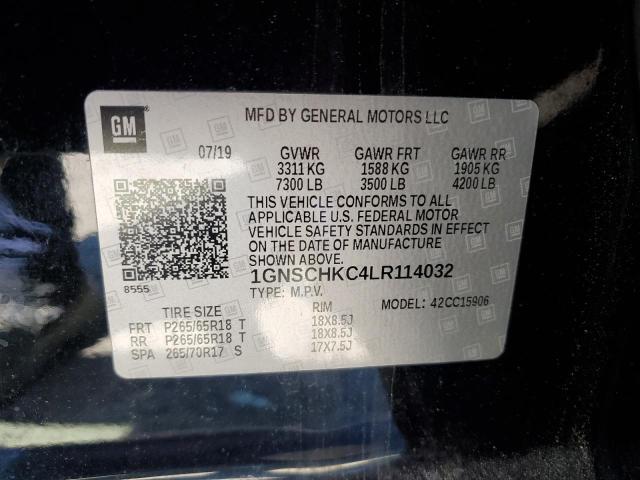 GM
MFD BY GENERAL MOTORS LLC
07/19 GVWR GAWR FRT GAWR RR
3311 KG 1588 KG 1905 KG
7300 LB 3500 LB 4200 LB
THIS VEHICLE CONFORMS TO ALL
APPLICABLE U.S. FEDERAL MOTOR
VEHICLE SAFETY STANDARDS IN EFFECT
ON THE DATE OF MANUFACTURE
SHOWN ABOVE.
1GNSCHKC4LR114032
8555
TYPE: M.P.V. MODEL: 42CC15906
TIRE SIZE RIM
FRT P265/65R18 T 18X8.5J
RR P265/65R18 T 18X8.5J
SPA 265/70R17 S 17X7.5J